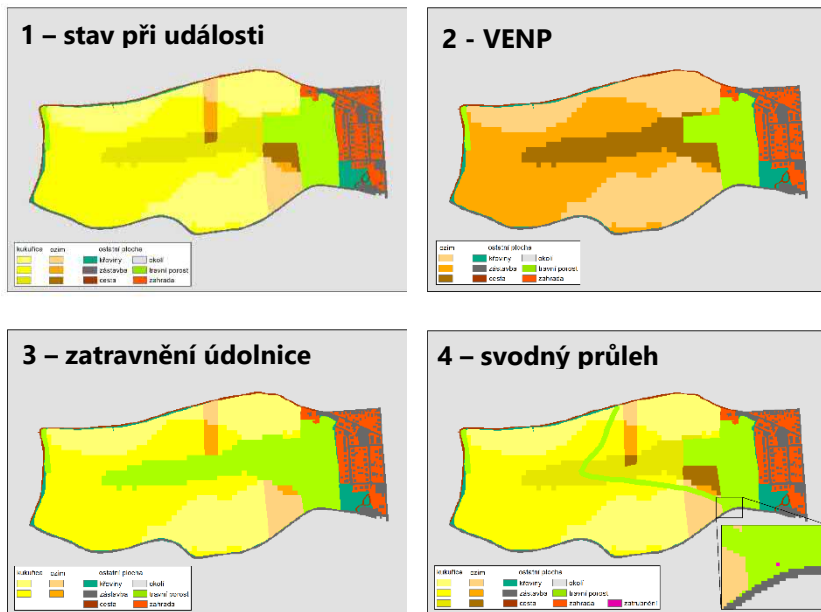 1 – stav při události
2 - VENP
kukuřice ozim ostatní plocha
křoviny okolí
zástavba travní porost
cesta zahrada
ozim ostatní plocha
křoviny okolí
zástavba travní porost
cesta zahrada
3 – zatravnění údolnice
4 – svodný průleh
kukuřice ozim ostatní plocha
křoviny okolí
zástavba travní porost
cesta zahrada
kukuřice ozim ostatní plocha
křoviny okolí
zástavba travní porost
cesta zahrada zatrubnění